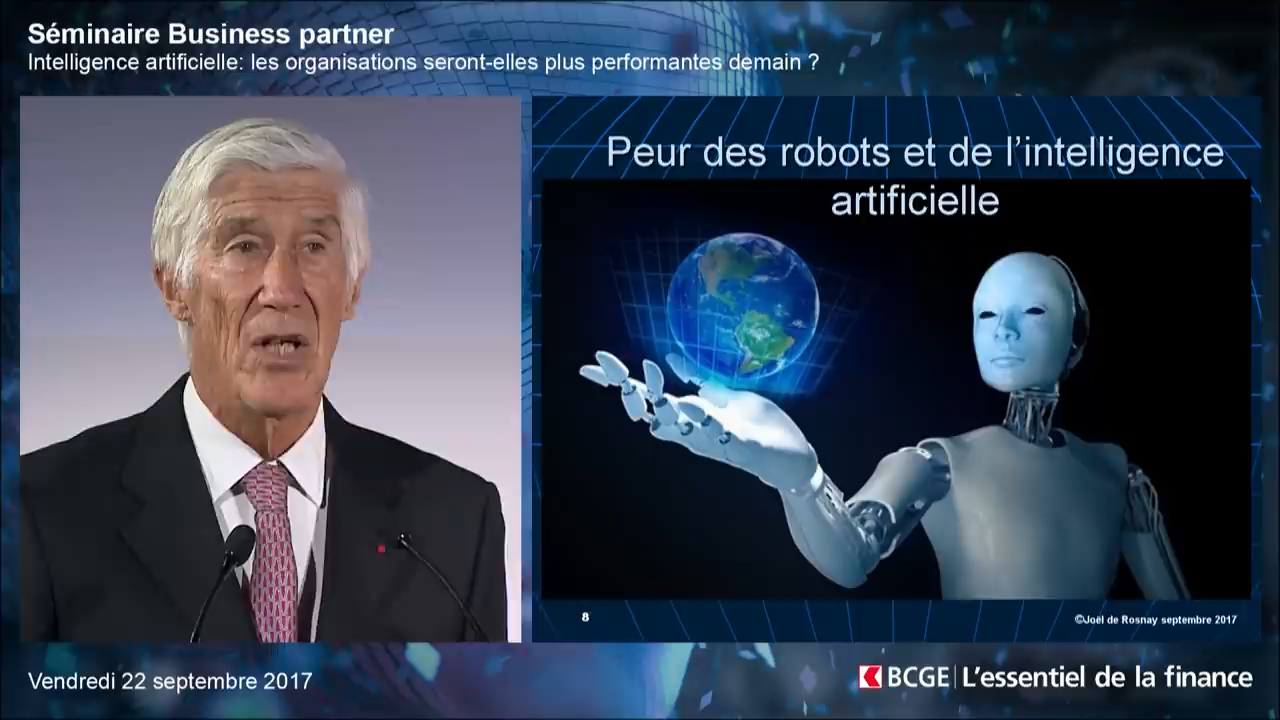 Séminaire Business partner
Intelligence artificielle: les organisations seront-elles plus performantes demain ?
Peur des robots et de l'intelligence
artificielle
8
©Joël de Rosnay septembre 2017
Vendredi 22 septembre 2017
BCGE L'essentiel de la finance